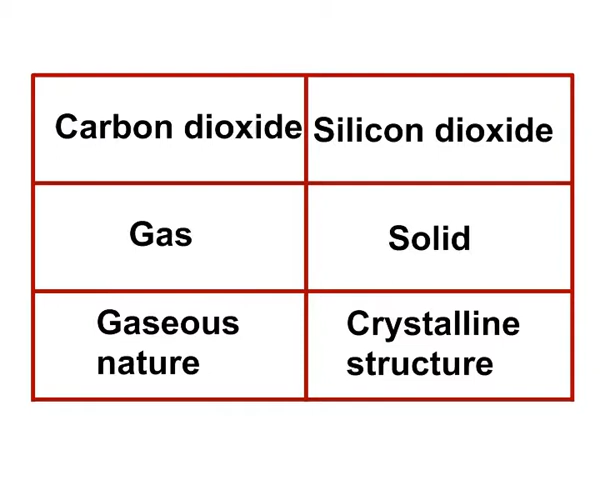 Carbon dioxide Silicon dioxide
Gas Solid
Gaseous nature Crystalline structure